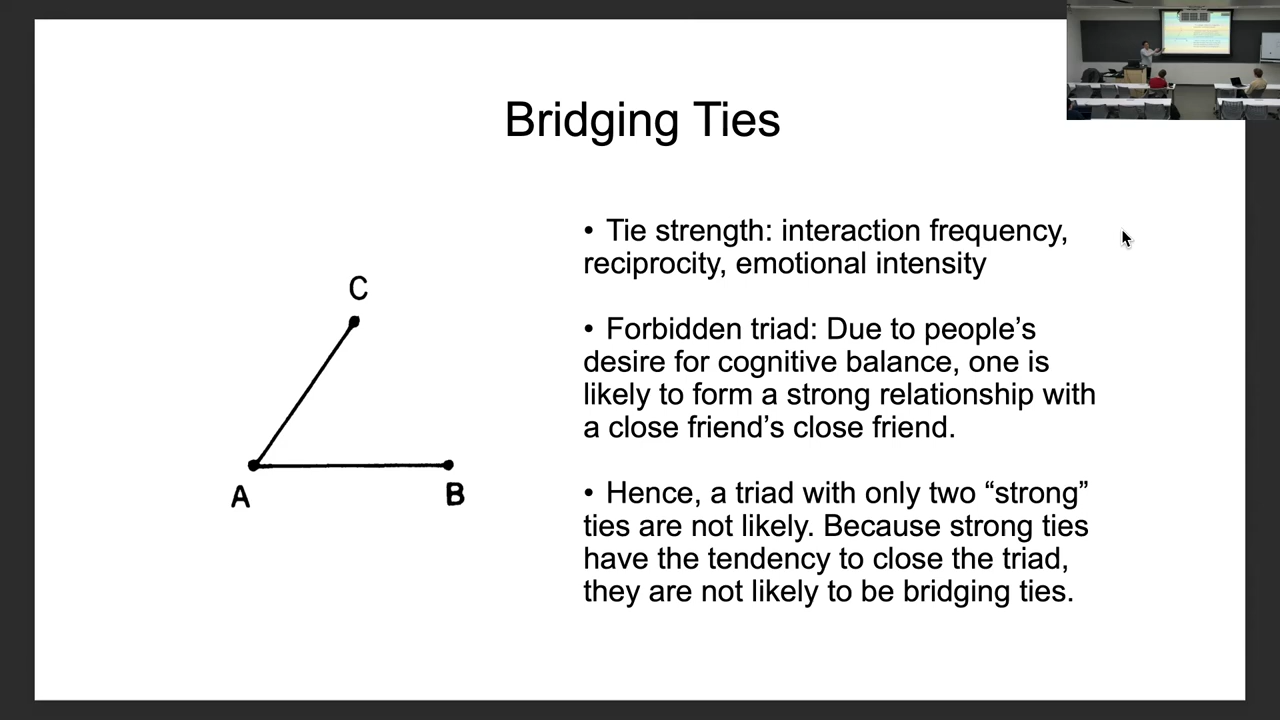 Bridging Ties
• Tie strength: interaction frequency,
reciprocity, emotional intensity
• Forbidden triad: Due to people’s
desire for cognitive balance, one is
likely to form a strong relationship with
a close friend’s close friend.
• Hence, a triad with only two “strong”
ties are not likely. Because strong ties
have the tendency to close the triad,
they are not likely to be bridging ties.
C
A
B